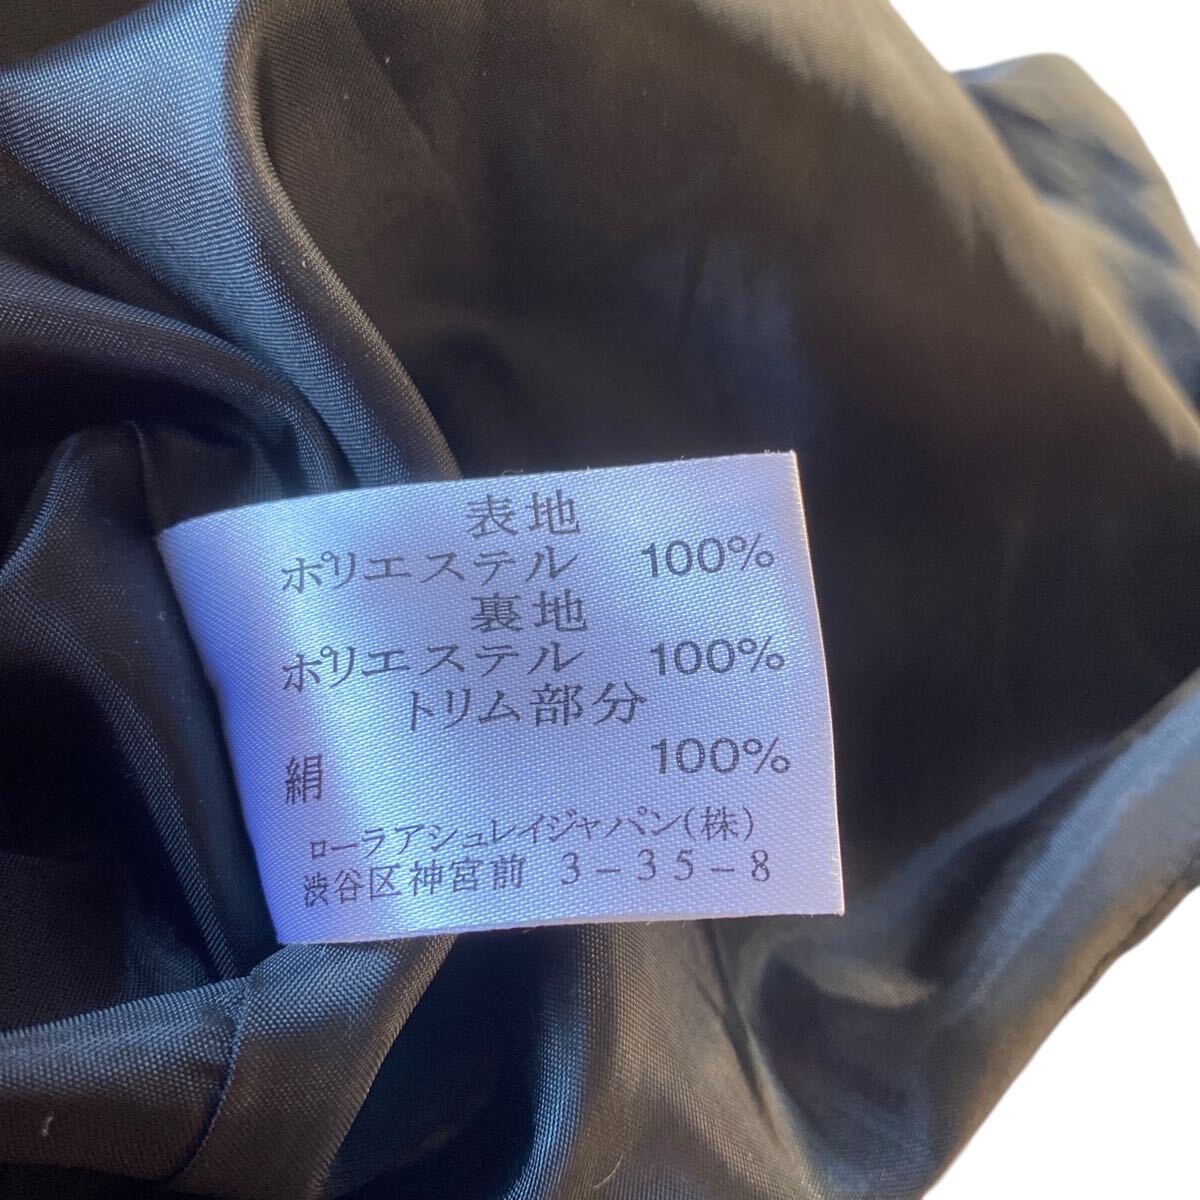 表地
ポリエステル 100%
裏地
ポリエステル 100%
トリム部分
絹 100%
ローラアシュレイジャパン(株)
渋谷区神宮前 3-35-8